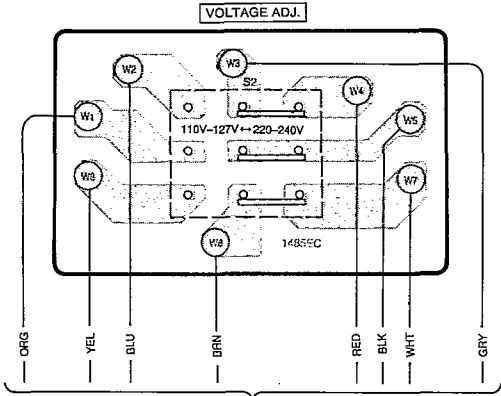 VOLTAGE ADJ.
W2
W3
S2
W4
W1
110V–127V↔220–240V
W5
W9
W7
W8
1485EC
ORG
YEL
BLU
BRN
RED
BLK
WHT
GRY